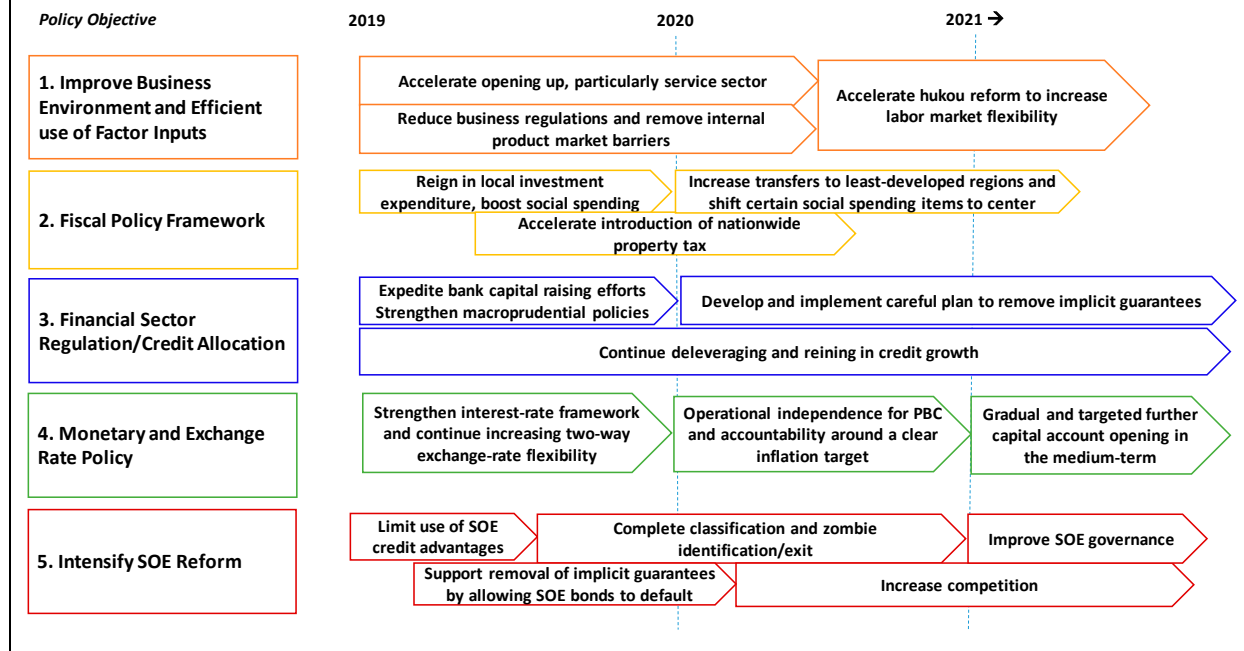 Policy Objective
2019
2020
2021 →
1. Improve Business
Environment and Efficient
use of Factor Inputs
Accelerate opening up, particularly service sector
Reduce business regulations and remove internal
product market barriers
Accelerate hukou reform to increase
labor market flexibility
2. Fiscal Policy Framework
Reign in local investment
expenditure, boost social spending
Increase transfers to least-developed regions and
shift certain social spending items to center
Accelerate introduction of nationwide
property tax
3. Financial Sector
Regulation/Credit Allocation
Expedite bank capital raising efforts
Strengthen macroprudential policies
Develop and implement careful plan to remove implicit guarantees
Continue deleveraging and reining in credit growth
4. Monetary and Exchange
Rate Policy
Strengthen interest-rate framework
and continue increasing two-way
exchange-rate flexibility
Operational independence for PBC
and accountability around a clear
inflation target
Gradual and targeted further
capital account opening in
the medium-term
5. Intensify SOE Reform
Limit use of SOE
credit advantages
Complete classification and zombie
identification/exit
Improve SOE governance
Support removal of implicit guarantees
by allowing SOE bonds to default
Increase competition